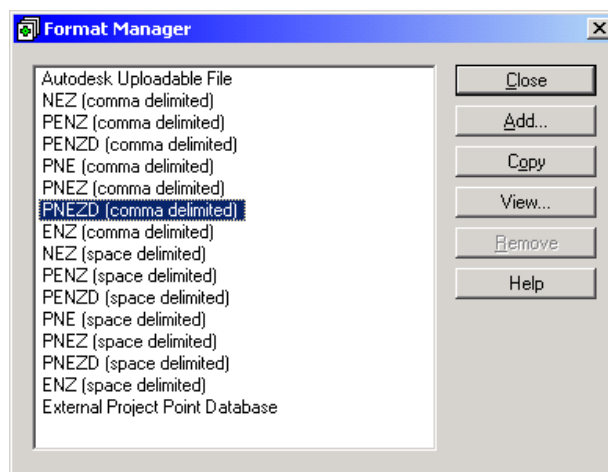 Format Manager
Autodesk Uploadable File
NEZ (comma delimited)
PENZ (comma delimited)
PENZD (comma delimited)
PNE (comma delimited)
PNEZ (comma delimited)
PNEZD (comma delimited)
ENZ (comma delimited)
NEZ (space delimited)
PENZ (space delimited)
PENZD (space delimited)
PNE (space delimited)
PNEZ (space delimited)
PNEZD (space delimited)
ENZ (space delimited)
External Project Point Database
Close
Add...
Copy
View...
Remove
Help